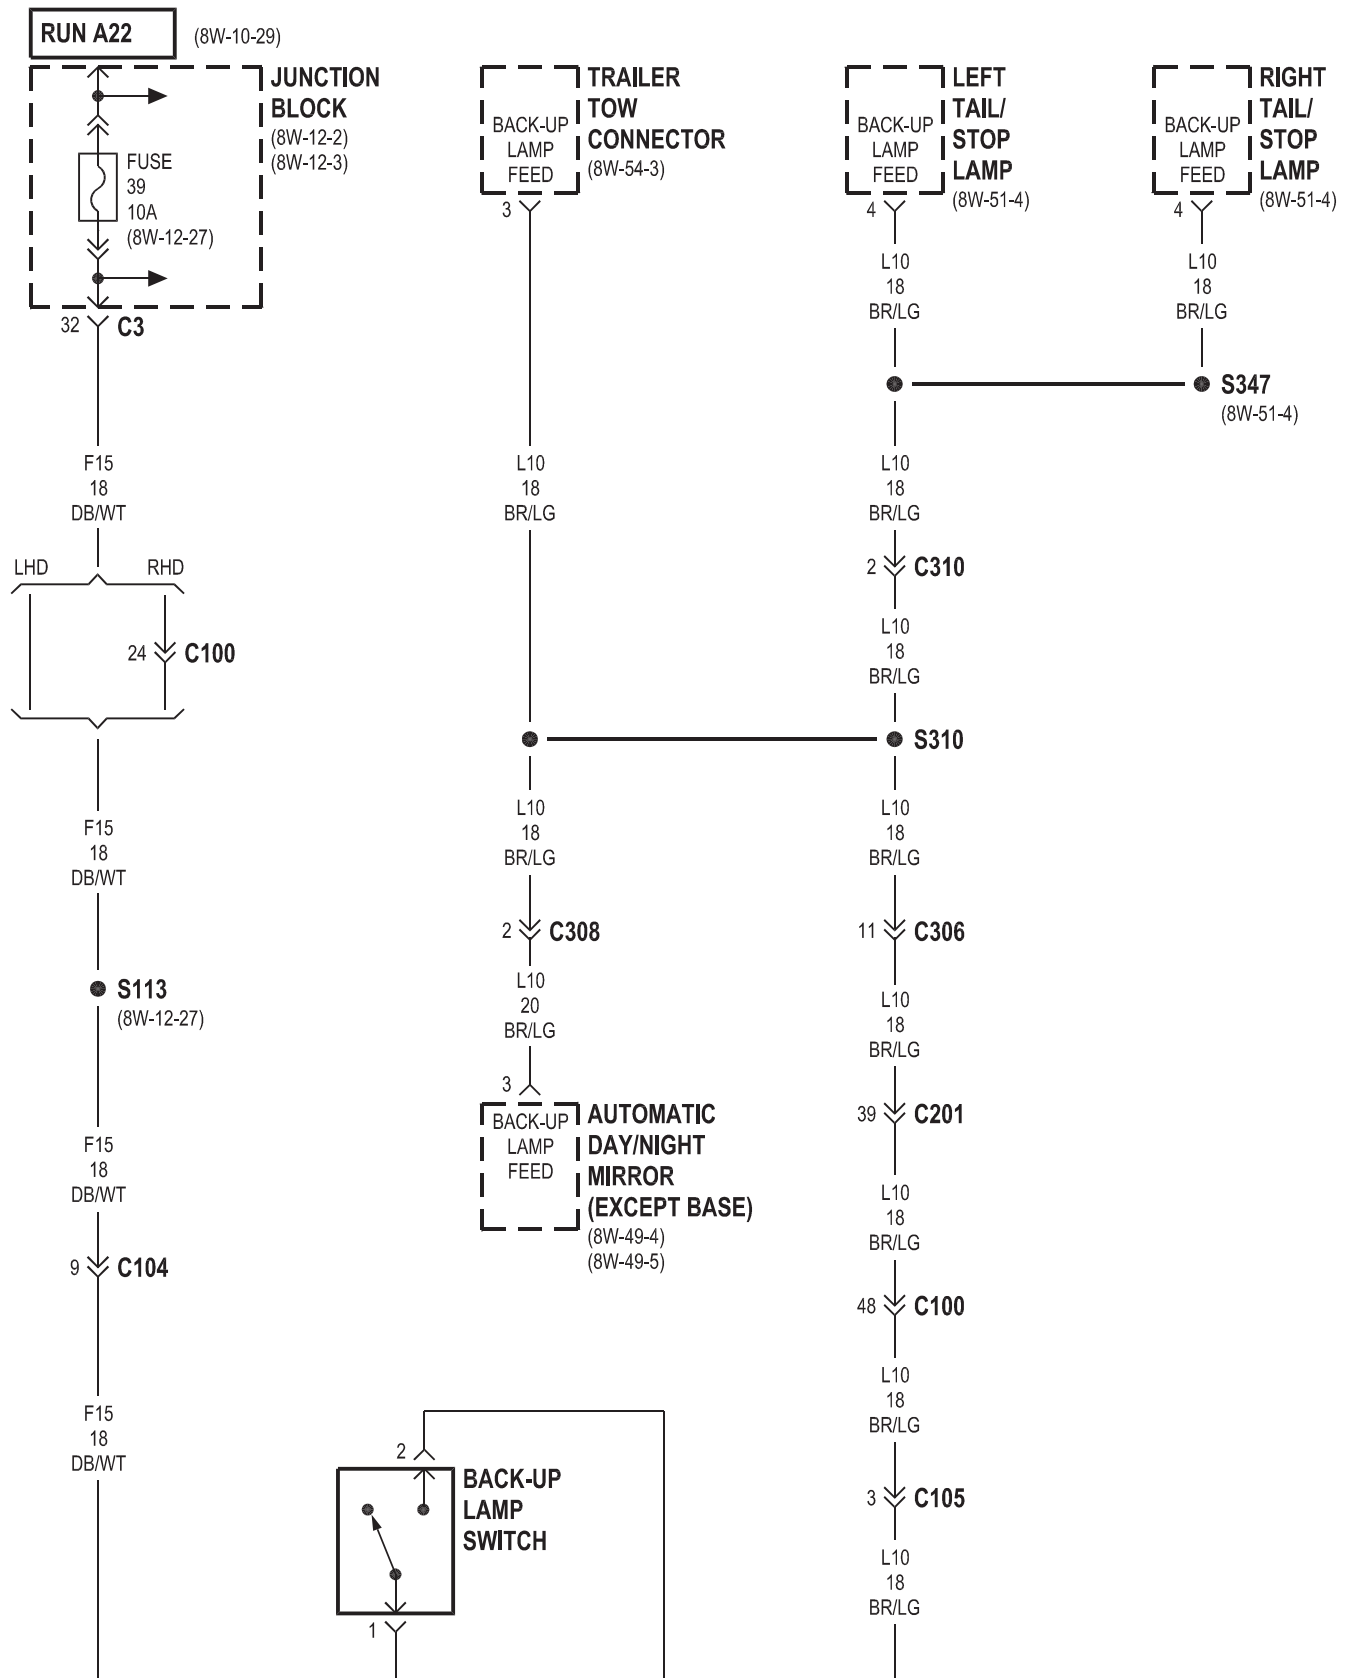 RUN A22
(8W-10-29)
JUNCTION
BLOCK
(8W-12-2)
(8W-12-3)
FUSE
39
10A
(8W-12-27)
32
C3
F15
18
DB/WT
LHD
RHD
24
C100
F15
18
DB/WT
S113
(8W-12-27)
F15
18
DB/WT
9
C104
F15
18
DB/WT
BACK-UP
LAMP
FEED
TRAILER
TOW
CONNECTOR
(8W-54-3)
3
L10
18
BR/LG
L10
18
BR/LG
2
C308
L10
20
BR/LG
3
BACK-UP
LAMP
FEED
AUTOMATIC
DAY/NIGHT
MIRROR
(EXCEPT BASE)
(8W-49-4)
(8W-49-5)
2
BACK-UP
LAMP
SWITCH
1
BACK-UP
LAMP
FEED
LEFT
TAIL/
STOP
LAMP
(8W-51-4)
4
L10
18
BR/LG
BACK-UP
LAMP
FEED
RIGHT
TAIL/
STOP
LAMP
(8W-51-4)
4
L10
18
BR/LG
S347
(8W-51-4)
L10
18
BR/LG
2
C310
L10
18
BR/LG
S310
L10
18
BR/LG
11
C306
L10
18
BR/LG
39
C201
L10
18
BR/LG
48
C100
L10
18
BR/LG
3
C105
L10
18
BR/LG